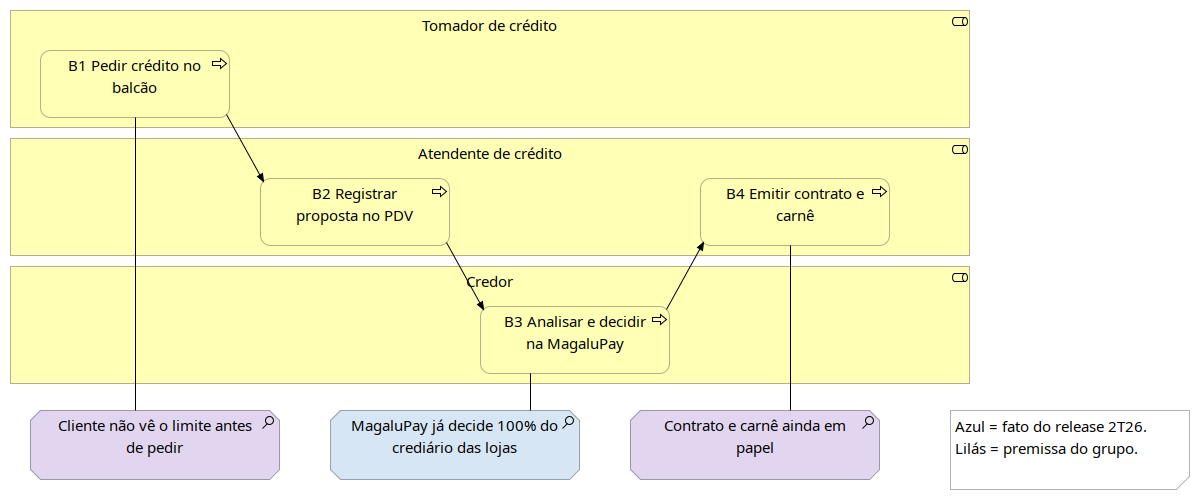 Tomador de crédito
B1 Pedir crédito no
balcão
Atendente de crédito
B2 Registrar
proposta no PDV
B4 Emitir contrato e
carnê
Credor
B3 Analisar e decidir
na MagaluPay
Cliente não vê o limite antes
de pedir
MagaluPay já decide 100% do
crediário das lojas
Contrato e carnê ainda em
papel
Azul = fato do release 2T26.
Lilás = premissa do grupo.